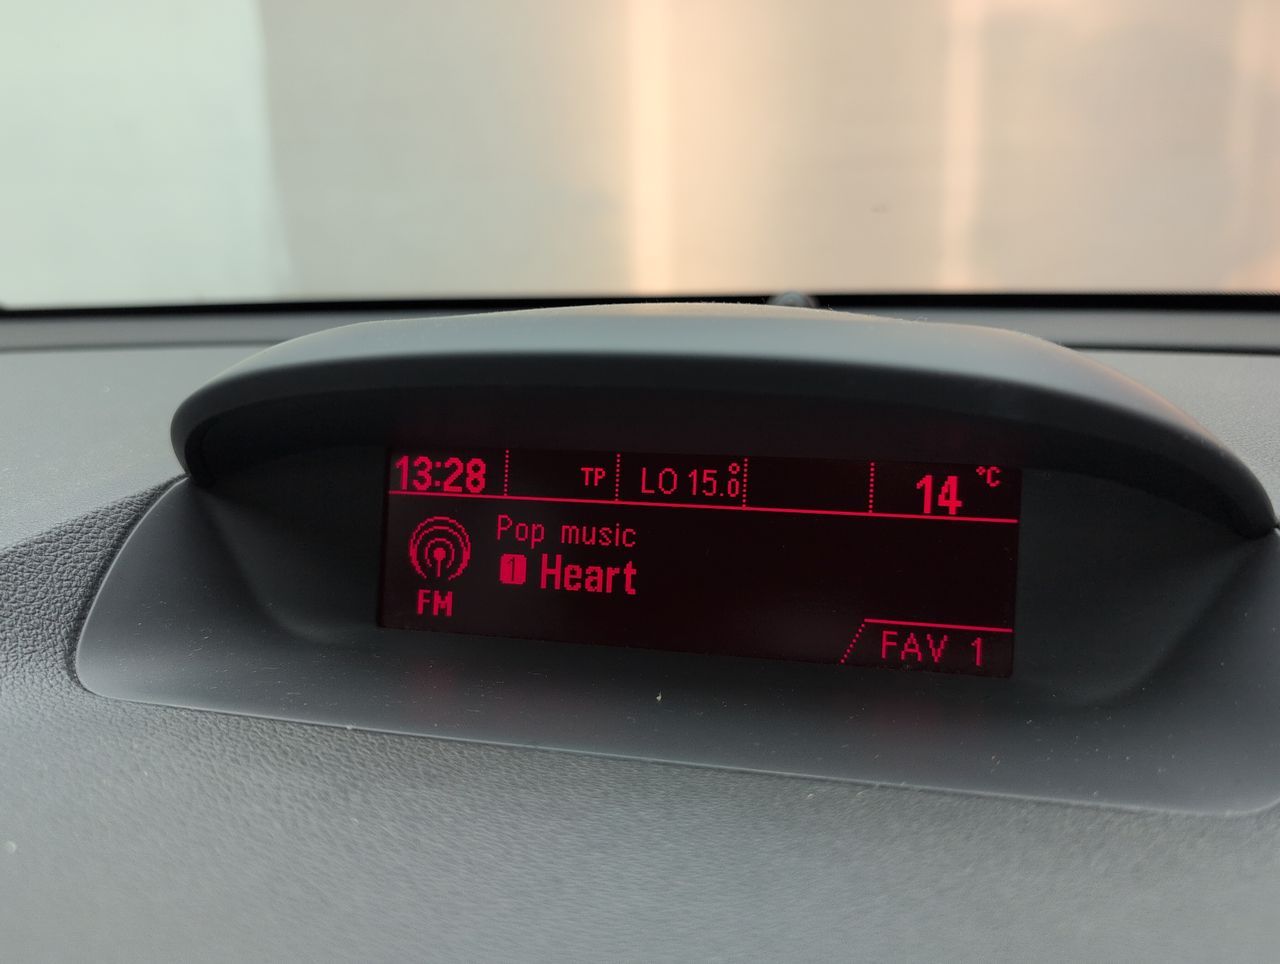 13:28 TP LO 15.0° 14 °C
Pop music
1 Heart
FM
FAV 1